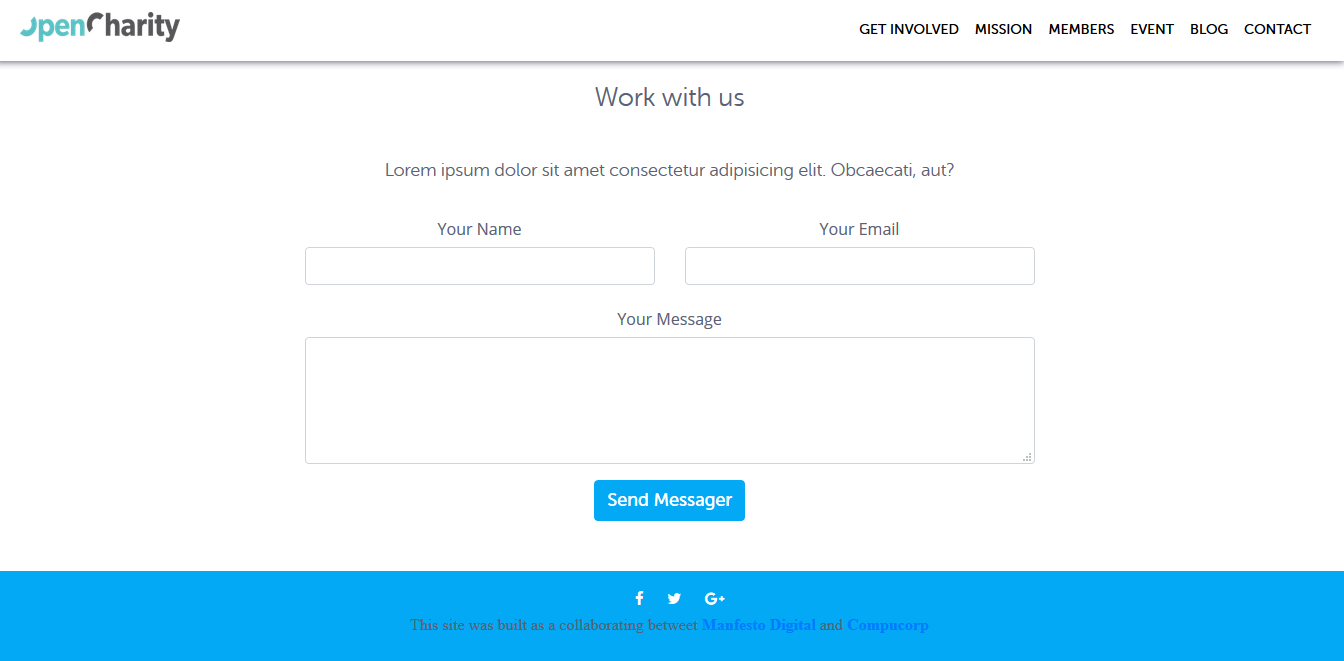 OpenCharity
GET INVOLVED MISSION MEMBERS EVENT BLOG CONTACT
Work with us
Lorem ipsum dolor sit amet consectetur adipisicing elit. Obcaecati, aut?
Your Name Your Email
Your Message
Send Messager
This site was built as a collaborating betweet Manfesto Digital and Compucorp